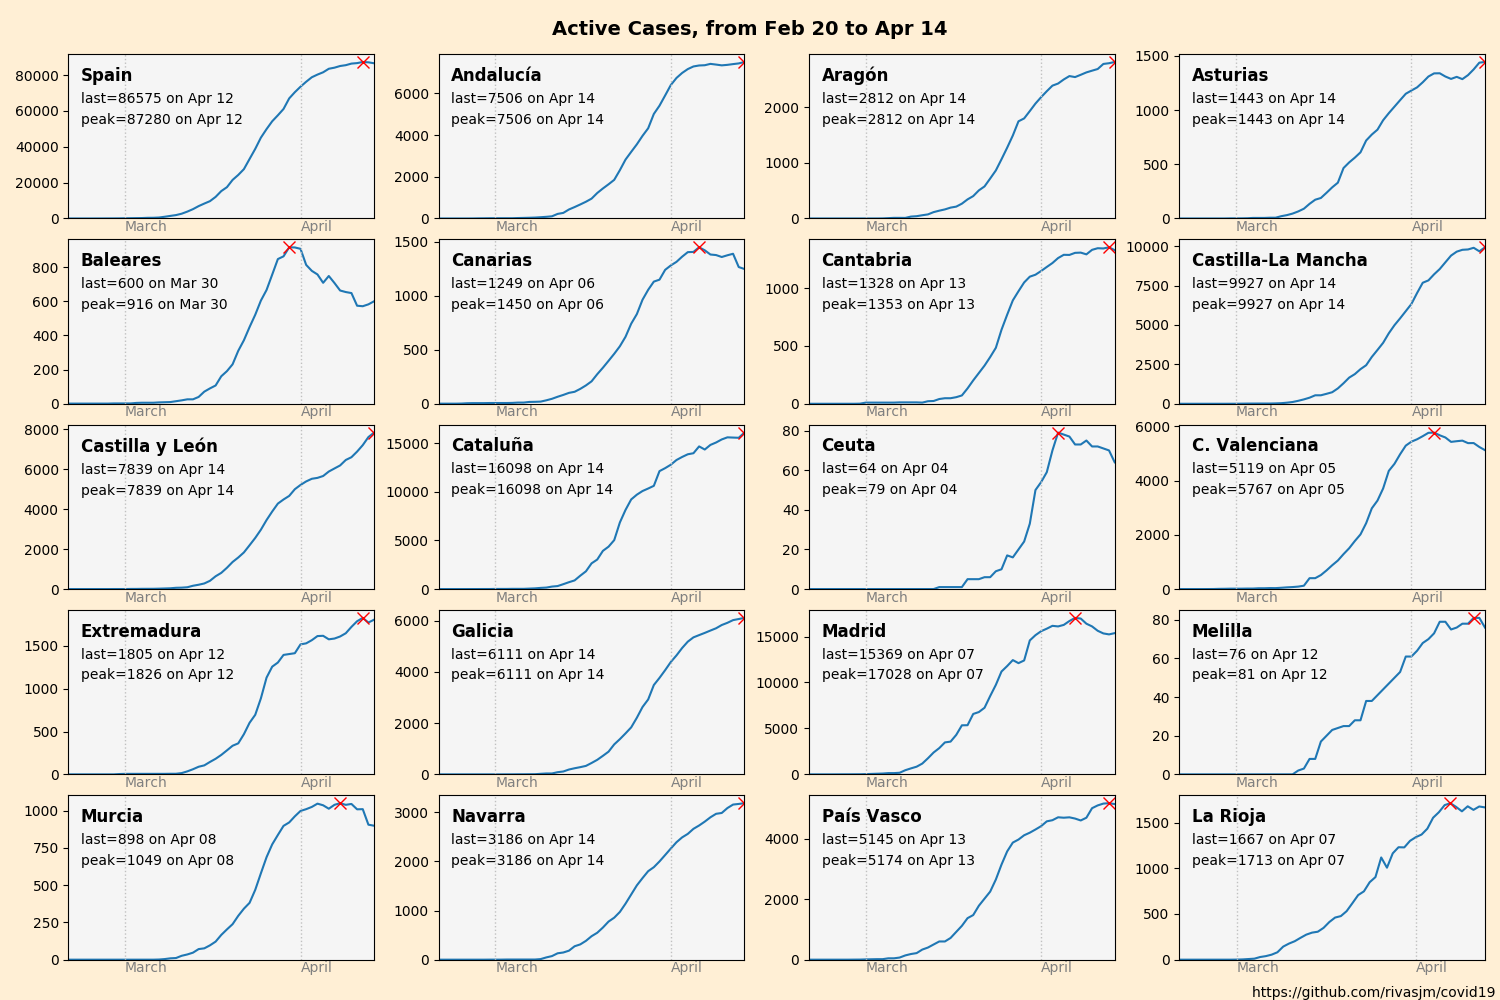 Active Cases, from Feb 20 to Apr 14
80000
60000
40000
20000
0
Spain
last=86575 on Apr 12
peak=87280 on Apr 12
March April
6000
4000
2000
0
Andalucía
last=7506 on Apr 14
peak=7506 on Apr 14
March April
2000
1000
0
Aragón
last=2812 on Apr 14
peak=2812 on Apr 14
March April
1500
1000
500
0
Asturias
last=1443 on Apr 14
peak=1443 on Apr 14
March April
800
600
400
200
0
Baleares
last=600 on Mar 30
peak=916 on Mar 30
March April
1500
1000
500
0
Canarias
last=1249 on Apr 06
peak=1450 on Apr 06
March April
1000
500
0
Cantabria
last=1328 on Apr 13
peak=1353 on Apr 13
March April
10000
7500
5000
2500
0
Castilla-La Mancha
last=9927 on Apr 14
peak=9927 on Apr 14
March April
8000
6000
4000
2000
0
Castilla y León
last=7839 on Apr 14
peak=7839 on Apr 14
March April
15000
10000
5000
0
Cataluña
last=16098 on Apr 14
peak=16098 on Apr 14
March April
80
60
40
20
0
Ceuta
last=64 on Apr 04
peak=79 on Apr 04
March April
6000
4000
2000
0
C. Valenciana
last=5119 on Apr 05
peak=5767 on Apr 05
March April
1500
1000
500
0
Extremadura
last=1805 on Apr 12
peak=1826 on Apr 12
March April
6000
4000
2000
0
Galicia
last=6111 on Apr 14
peak=6111 on Apr 14
March April
15000
10000
5000
0
Madrid
last=15369 on Apr 07
peak=17028 on Apr 07
March April
80
60
40
20
0
Melilla
last=76 on Apr 12
peak=81 on Apr 12
March April
1000
750
500
250
0
Murcia
last=898 on Apr 08
peak=1049 on Apr 08
March April
3000
2000
1000
0
Navarra
last=3186 on Apr 14
peak=3186 on Apr 14
March April
4000
2000
0
País Vasco
last=5145 on Apr 13
peak=5174 on Apr 13
March April
1500
1000
500
0
La Rioja
last=1667 on Apr 07
peak=1713 on Apr 07
March April
https://github.com/rivasjm/covid19